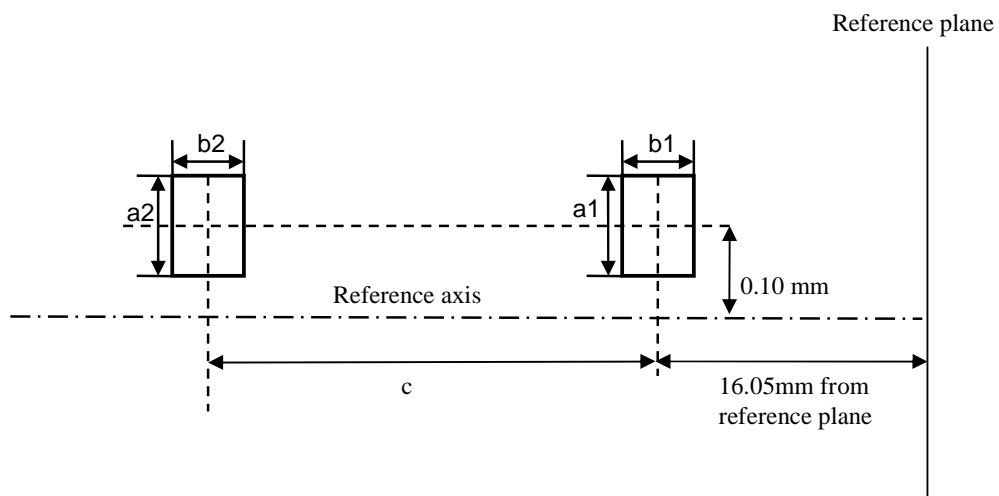 Reference plane
b2
b1
a2
a1
0.10 mm
Reference axis
c
16.05mm from
reference plane